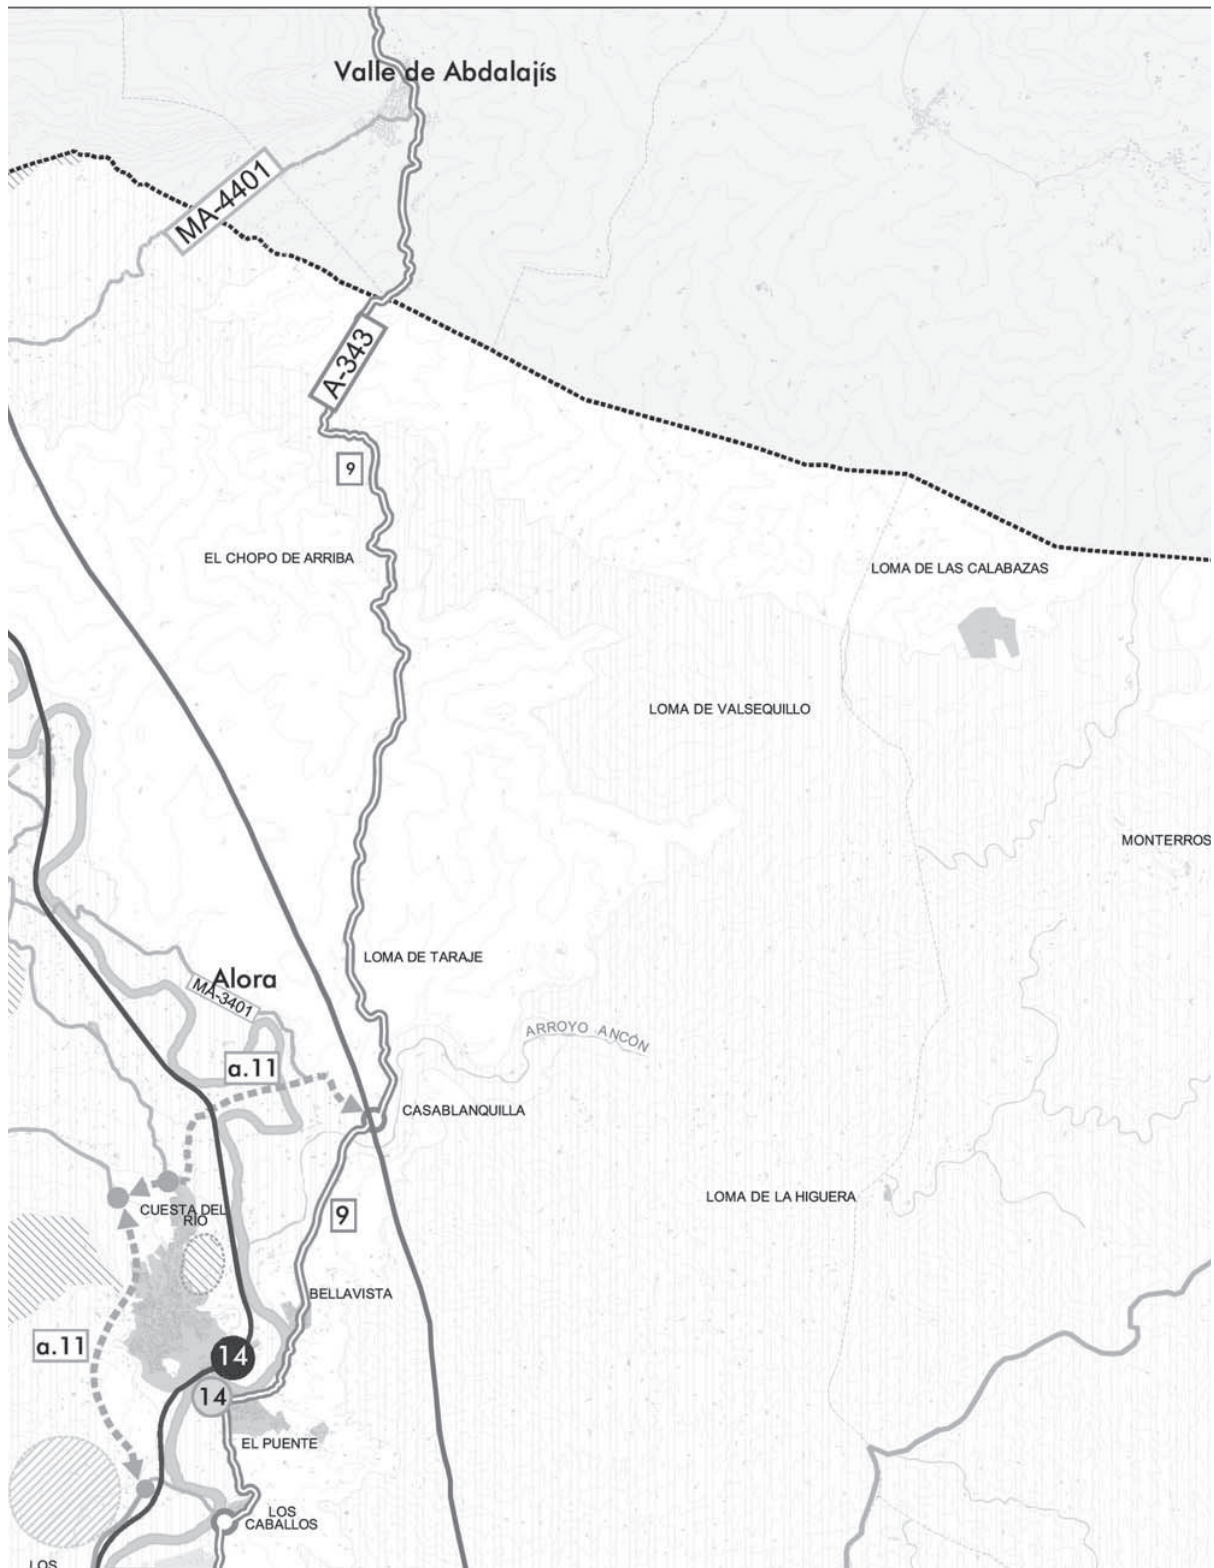 Valle de Abdalajís
MA-4401
A-343
9
EL CHOPO DE ARRIBA
LOMA DE LAS CALABAZAS
LOMA DE VALSEQUILLO
MONTERROS
LOMA DE TARAJE
Alora
MA-3401
ARROYO ANCÓN
a.11
CASABLANQUILLA
CUESTA DEL
RÍO
LOMA DE LA HIGUERA
9
BELLAVISTA
a.11
14
14
EL PUENTE
LOS
CABALLOS
LOS